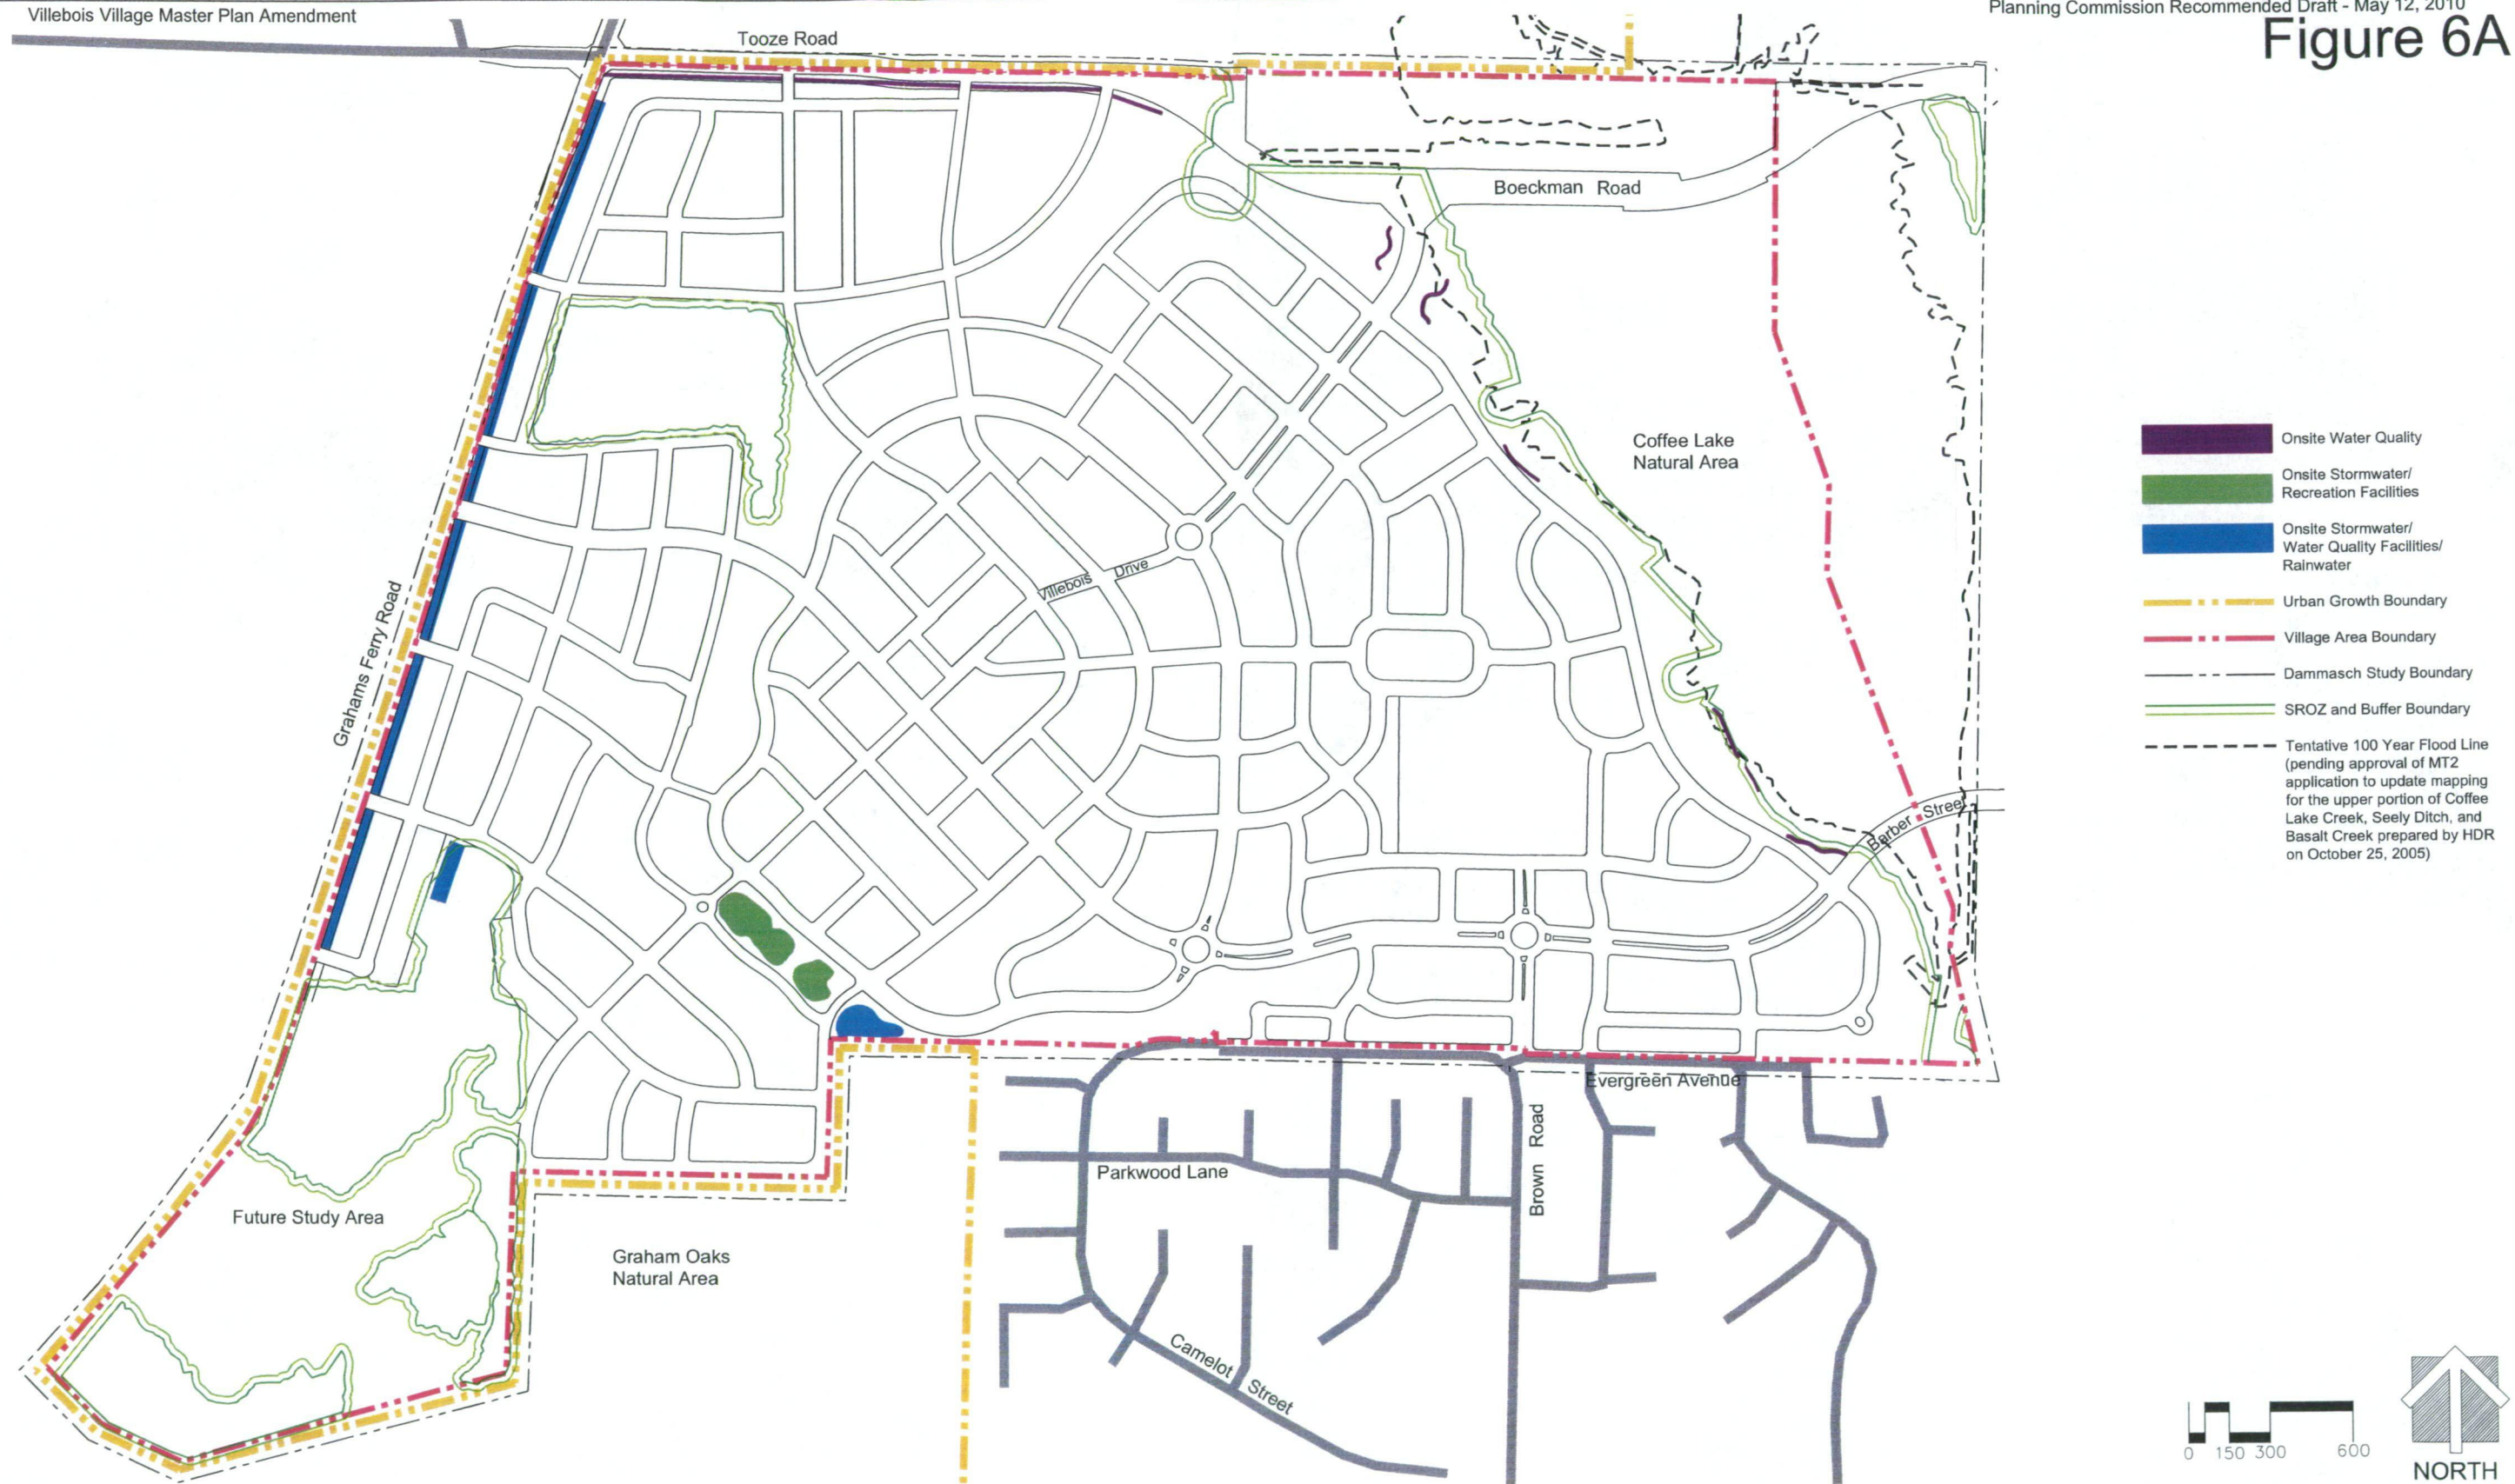 Villebois Village Master Plan Amendment
Planning Commission Recommended Draft - May 12, 2010
Figure 6A
Tooze Road
Boeckman Road
Coffee Lake
Natural Area
Onsite Water Quality
Onsite Stormwater/
Recreation Facilities
Onsite Stormwater/
Water Quality Facilities/
Rainwater
Urban Growth Boundary
Village Area Boundary
Dammasch Study Boundary
SROZ and Buffer Boundary
Tentative 100 Year Flood Line
(pending approval of MT2
application to update mapping
for the upper portion of Coffee
Lake Creek, Seely Ditch, and
Basalt Creek prepared by HDR
on October 25, 2005)
Villebois Drive
Grahams Ferry Road
Barber Street
Evergreen Avenue
Brown Road
Parkwood Lane
Future Study Area
Graham Oaks
Natural Area
Camelot Street
0 150 300 600
NORTH